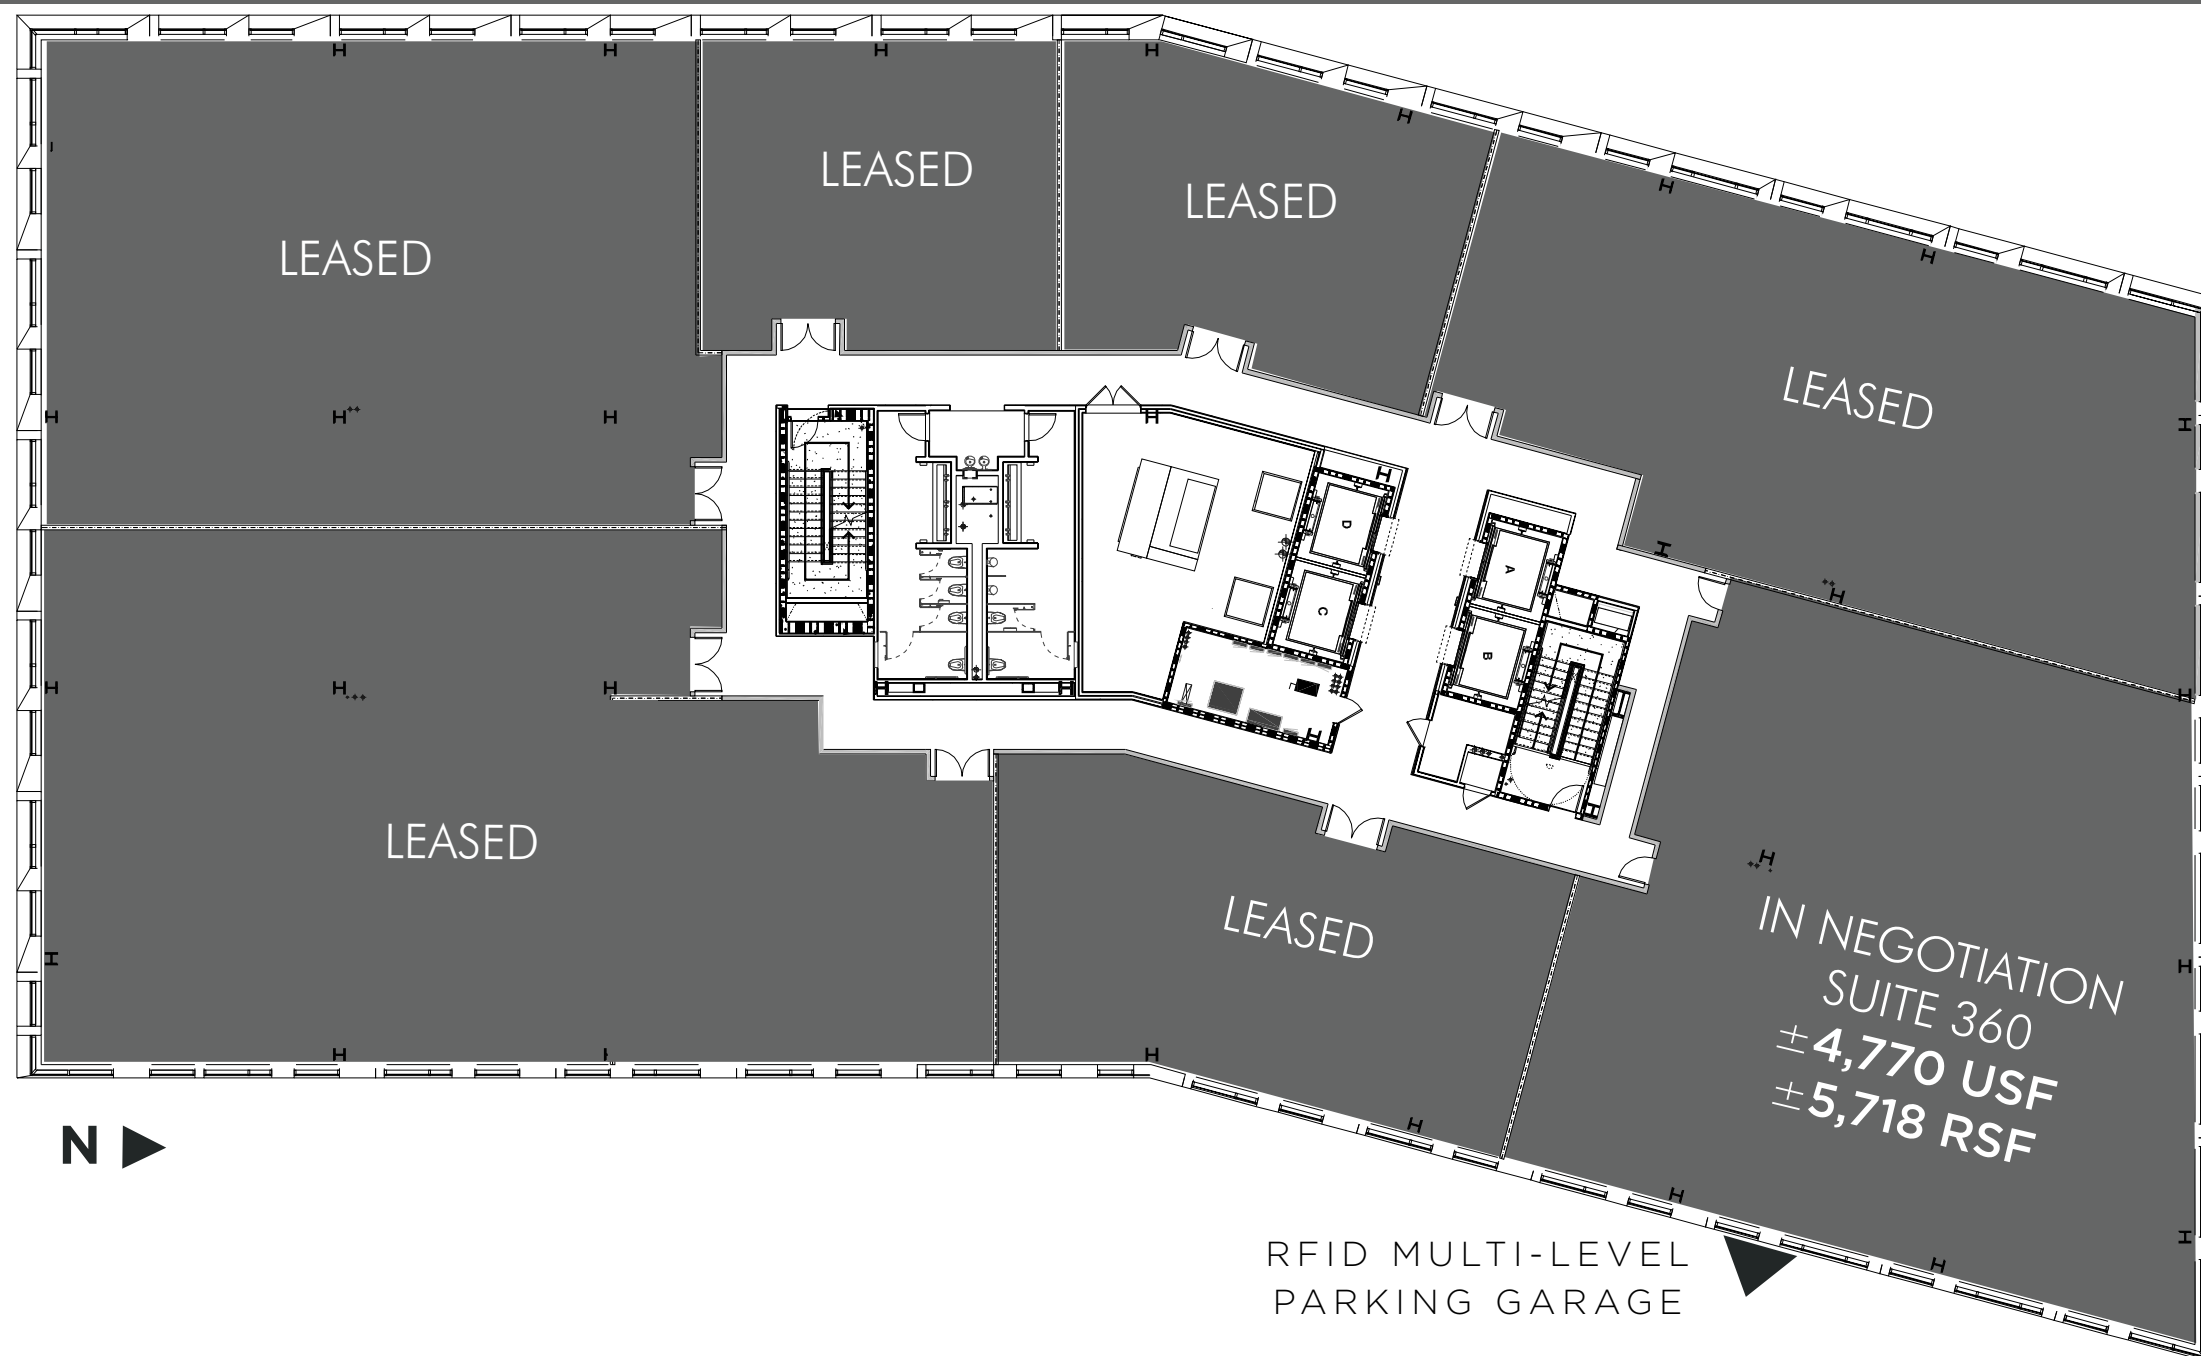 LEASED
LEASED
LEASED
LEASED
D
C
A
B
LEASED
LEASED
IN NEGOTIATION
SUITE 360
±4,770 USF
±5,718 RSF
N
RFID MULTI-LEVEL
PARKING GARAGE